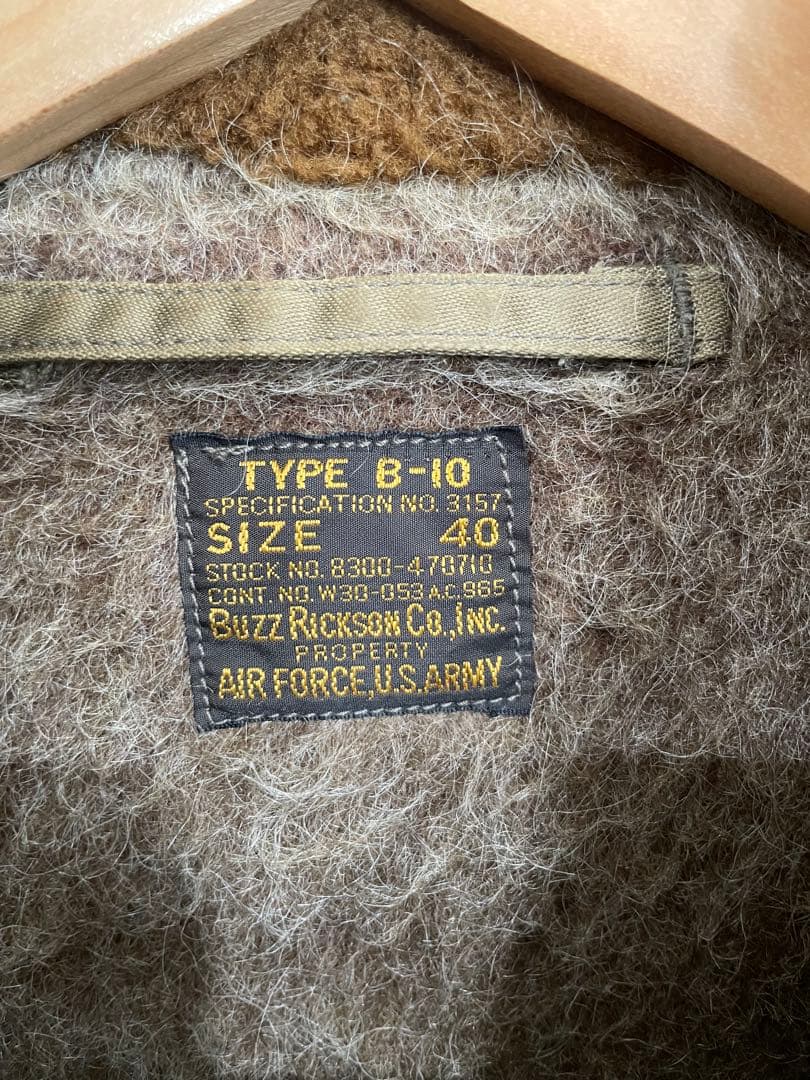 TYPE B-10
SPECIFICATION NO. 3157
SIZE 40
STOCK NO. 8300-470710
CONT. NO. W30-053 A.C. 965
BUZZ RICKSON CO., INC.
PROPERTY
AIR FORCE, U.S. ARMY